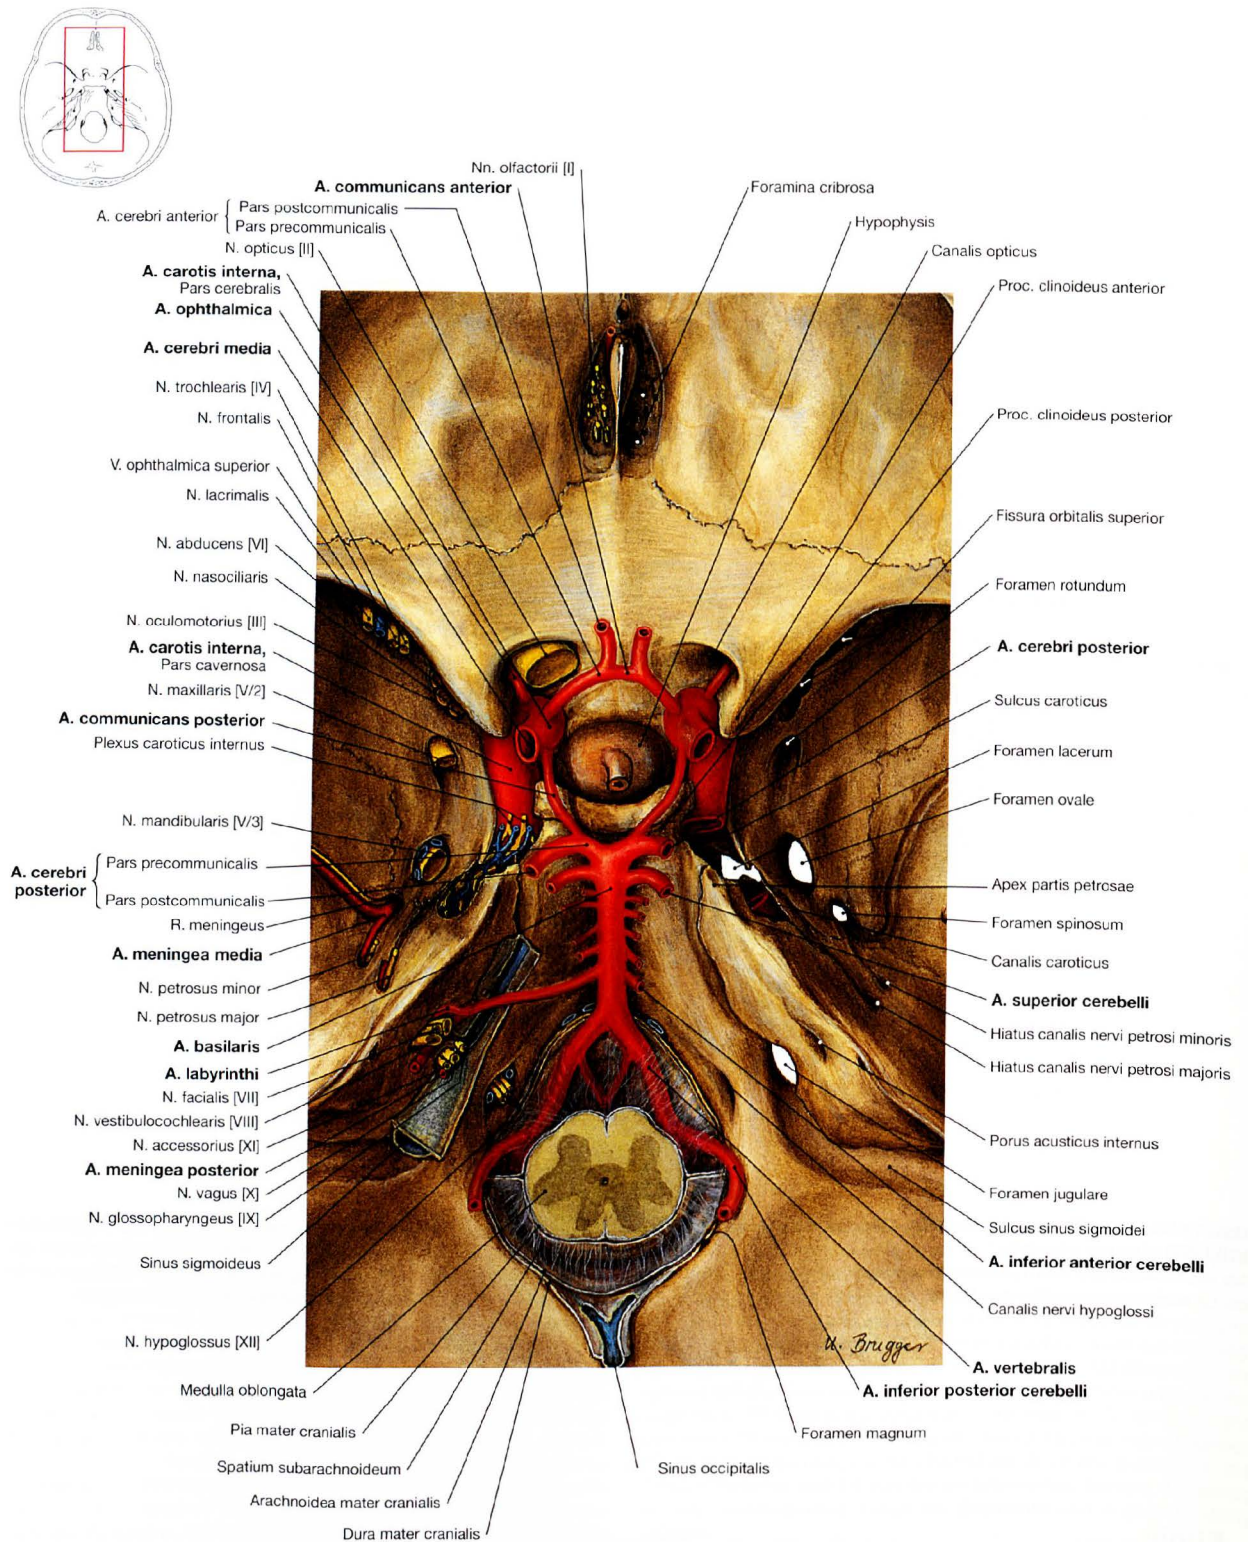 Nn. olfactorii [I]
A. communicans anterior
A. cerebri anterior
Pars postcommunicalis
Pars precommunicalis
N. opticus [II]
A. carotis interna,
Pars cerebralis
A. ophthalmica
A. cerebri media
N. trochlearis [IV]
N. frontalis
V. ophthalmica superior
N. lacrimalis
N. abducens [VI]
N. nasociliaris
N. oculomotorius [III]
A. carotis interna,
Pars cavernosa
N. maxillaris [V/2]
A. communicans posterior
Plexus caroticus internus
N. mandibularis [V/3]
A. cerebri
posterior
Pars precommunicalis
Pars postcommunicalis
R. meningeus
A. meningea media
N. petrosus minor
N. petrosus major
A. basilaris
A. labyrinthi
N. facialis [VII]
N. vestibulocochlearis [VIII]
N. accessorius [XI]
A. meningea posterior
N. vagus [X]
N. glossopharyngeus [IX]
Sinus sigmoideus
N. hypoglossus [XII]
Medulla oblongata
Pia mater cranialis
Spatium subarachnoideum
Arachnoidea mater cranialis
Dura mater cranialis
Foramina cribrosa
Hypophysis
Canalis opticus
Proc. clinoideus anterior
Proc. clinoideus posterior
Fissura orbitalis superior
Foramen rotundum
A. cerebri posterior
Sulcus caroticus
Foramen lacerum
Foramen ovale
Apex partis petrosae
Foramen spinosum
Canalis caroticus
A. superior cerebelli
Hiatus canalis nervi petrosi minoris
Hiatus canalis nervi petrosi majoris
Porus acusticus internus
Foramen jugulare
Sulcus sinus sigmoidei
A. inferior anterior cerebelli
Canalis nervi hypoglossi
U. Brugger
A. vertebralis
A. inferior posterior cerebelli
Foramen magnum
Sinus occipitalis